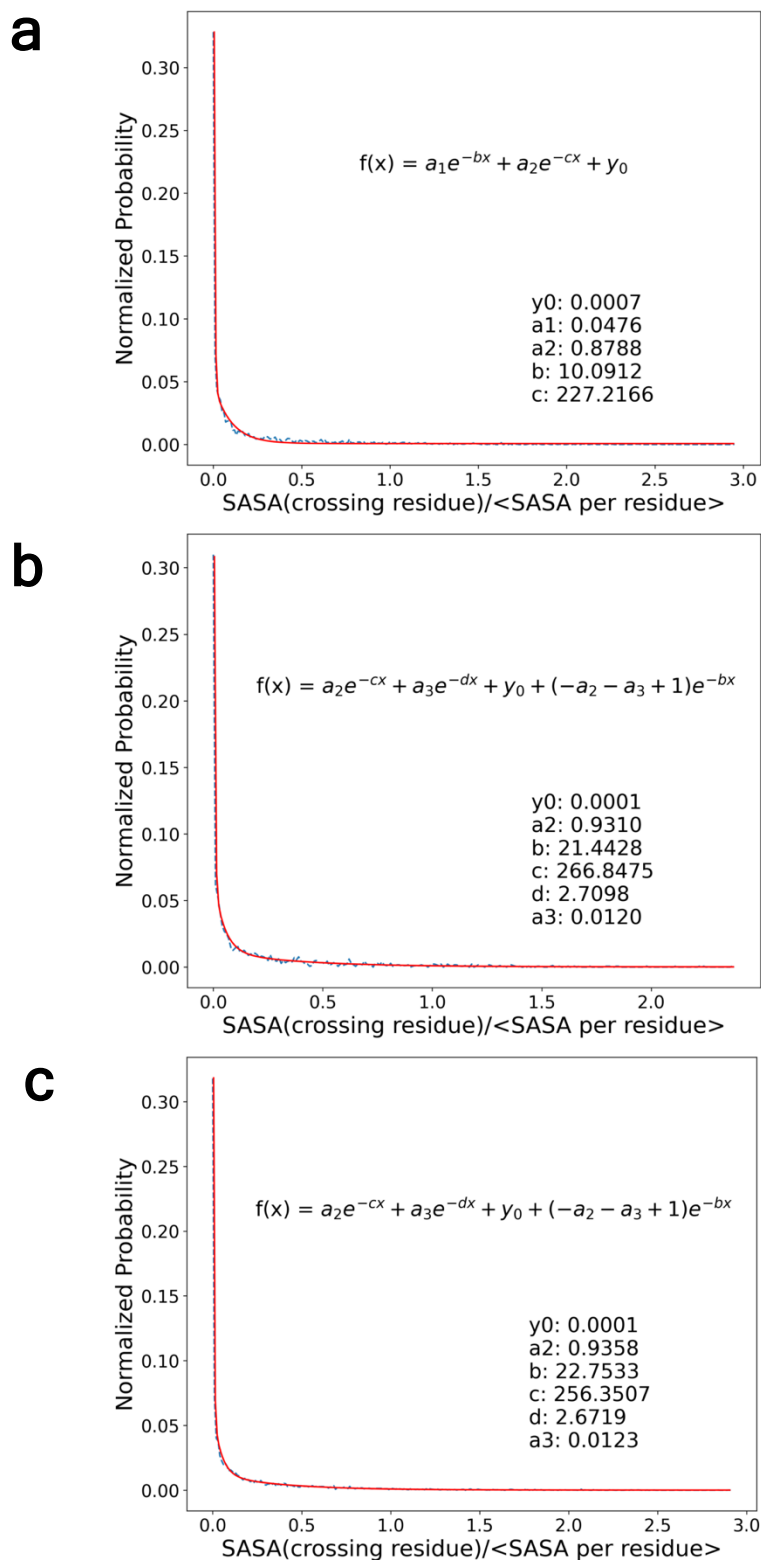 a
0.30
0.25
0.20
0.15
0.10
0.05
0.00
Normalized Probability
f(x) = a₁e⁻ᵇˣ + a₂e⁻ᶜˣ + y₀
y0: 0.0007
a1: 0.0476
a2: 0.8788
b: 10.0912
c: 227.2166
0.0 0.5 1.0 1.5 2.0 2.5 3.0
SASA(crossing residue)/<SASA per residue>
b
0.30
0.25
0.20
0.15
0.10
0.05
0.00
Normalized Probability
f(x) = a₂e⁻ᶜˣ + a₃e⁻ᵈˣ + y₀ + (−a₂ − a₃ + 1)e⁻ᵇˣ
y0: 0.0001
a2: 0.9310
b: 21.4428
c: 266.8475
d: 2.7098
a3: 0.0120
0.0 0.5 1.0 1.5 2.0
SASA(crossing residue)/<SASA per residue>
c
0.30
0.25
0.20
0.15
0.10
0.05
0.00
Normalized Probability
f(x) = a₂e⁻ᶜˣ + a₃e⁻ᵈˣ + y₀ + (−a₂ − a₃ + 1)e⁻ᵇˣ
y0: 0.0001
a2: 0.9358
b: 22.7533
c: 256.3507
d: 2.6719
a3: 0.0123
0.0 0.5 1.0 1.5 2.0 2.5 3.0
SASA(crossing residue)/<SASA per residue>